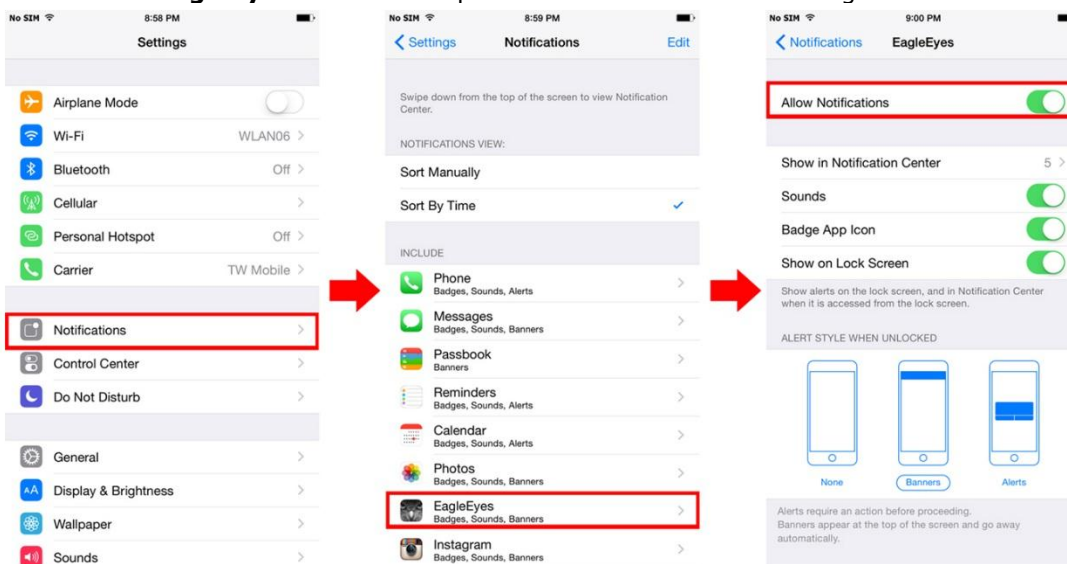 No SIM 8:58 PM
Settings
Airplane Mode
Wi-Fi WLAN06
Bluetooth Off
Cellular
Personal Hotspot Off
Carrier TW Mobile
Notifications
Control Center
Do Not Disturb
General
AA Display & Brightness
Wallpaper
Sounds
No SIM 8:59 PM
Settings Notifications Edit
Swipe down from the top of the screen to view Notification
Center.
NOTIFICATIONS VIEW:
Sort Manually
Sort By Time
INCLUDE
Phone
Badges, Sounds, Alerts
Messages
Badges, Sounds, Banners
Passbook
Banners
Reminders
Badges, Sounds, Alerts
Calendar
Badges, Sounds, Alerts
Photos
Badges, Sounds, Banners
EagleEyes
Badges, Sounds, Banners
Instagram
Badges, Sounds, Banners
No SIM 9:00 PM
Notifications EagleEyes
Allow Notifications
Show in Notification Center 5
Sounds
Badge App Icon
Show on Lock Screen
Show alerts on the lock screen, and in Notification Center
when it is accessed from the lock screen.
ALERT STYLE WHEN UNLOCKED
None Banners Alerts
Alerts require an action before proceeding.
Banners appear at the top of the screen and go away
automatically.